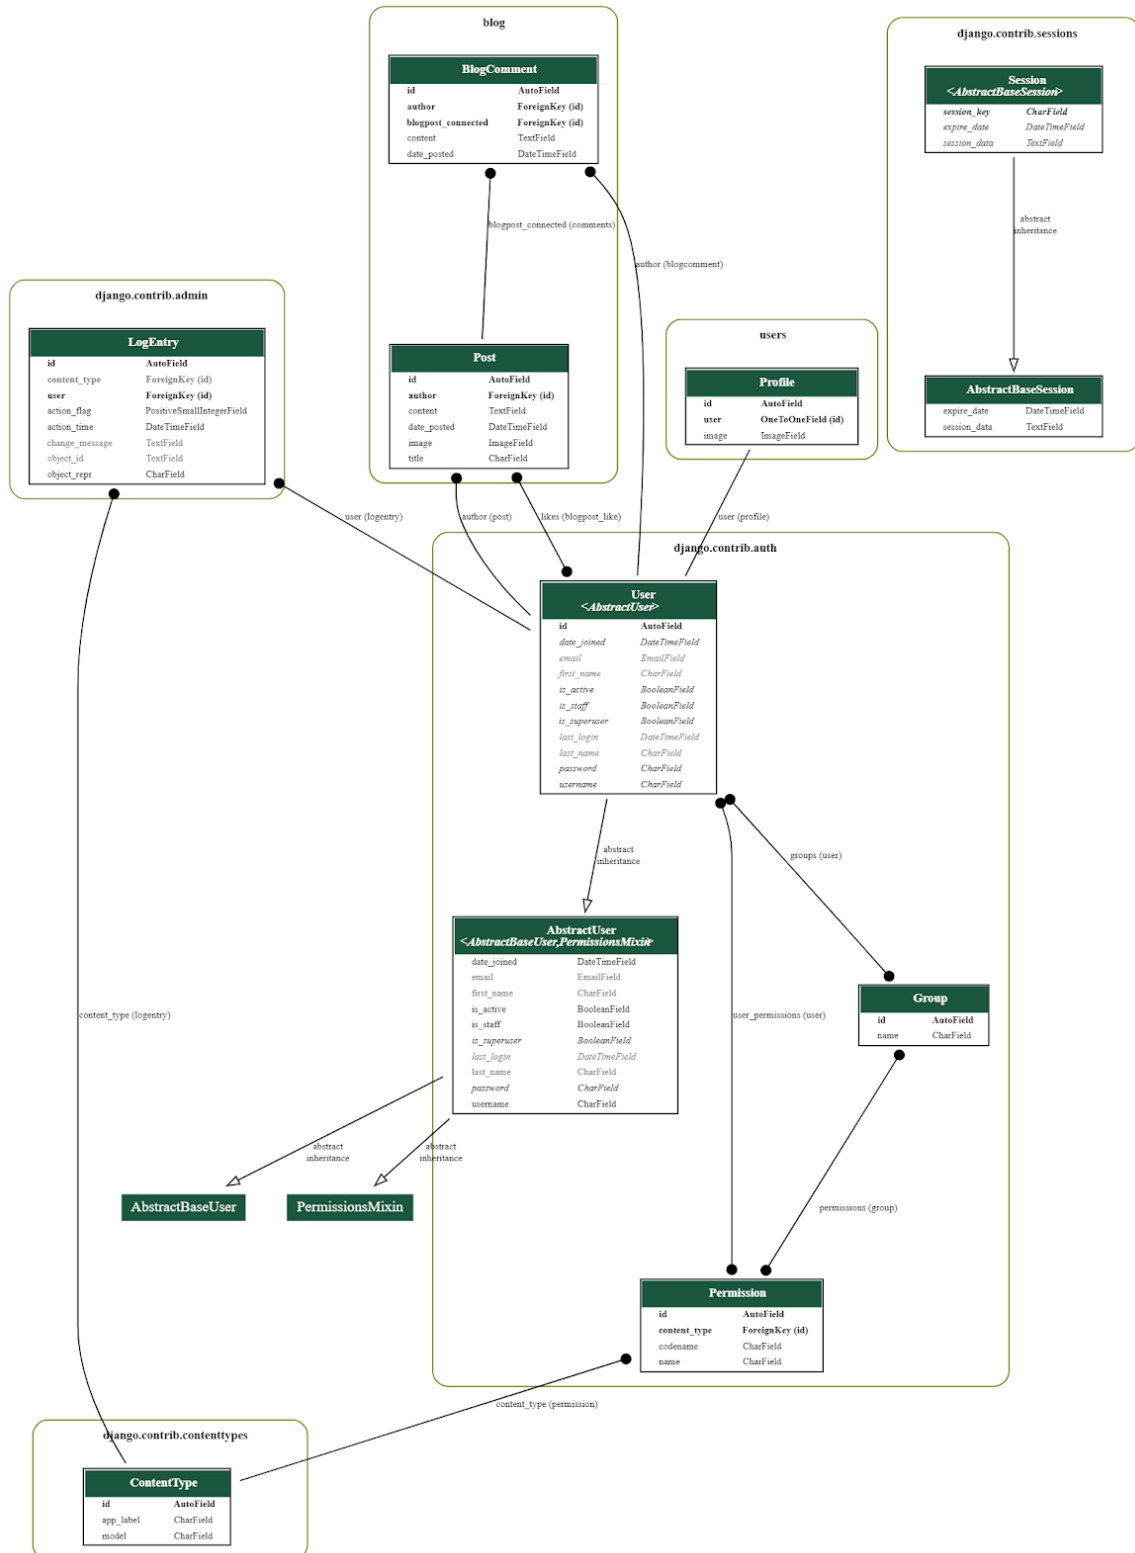 blog
BlogComment
id AutoField
author ForeignKey (id)
blogpost_connected ForeignKey (id)
content TextField
date_posted DateTimeField
django.contrib.sessions
Session
<AbstractBaseSession>
session_key CharField
expire_date DateTimeField
session_data TextField
abstract
inheritance
AbstractBaseSession
expire_date DateTimeField
session_data TextField
blogpost_connected (comments)
author (blogcomment)
django.contrib.admin
LogEntry
id AutoField
content_type ForeignKey (id)
user ForeignKey (id)
action_flag PositiveSmallIntegerField
action_time DateTimeField
change_message TextField
object_id TextField
object_repr CharField
Post
id AutoField
author ForeignKey (id)
content TextField
date_posted DateTimeField
image ImageField
title CharField
users
Profile
id AutoField
user OneToOneField (id)
image ImageField
user (logentry)
author (post)
likes (blogpost_like)
user (profile)
django.contrib.auth
User
<AbstractUser>
id AutoField
date_joined DateTimeField
email EmailField
first_name CharField
is_active BooleanField
is_staff BooleanField
is_superuser BooleanField
last_login DateTimeField
last_name CharField
password CharField
username CharField
abstract
inheritance
groups (user)
AbstractUser
<AbstractBaseUser,PermissionsMixin>
date_joined DateTimeField
email EmailField
first_name CharField
is_active BooleanField
is_staff BooleanField
is_superuser BooleanField
last_login DateTimeField
last_name CharField
password CharField
username CharField
Group
id AutoField
name CharField
content_type (logentry)
user_permissions (user)
abstract
inheritance
abstract
inheritance
AbstractBaseUser
PermissionsMixin
permissions (group)
Permission
id AutoField
content_type ForeignKey (id)
codename CharField
name CharField
content_type (permission)
django.contrib.contenttypes
ContentType
id AutoField
app_label CharField
model CharField